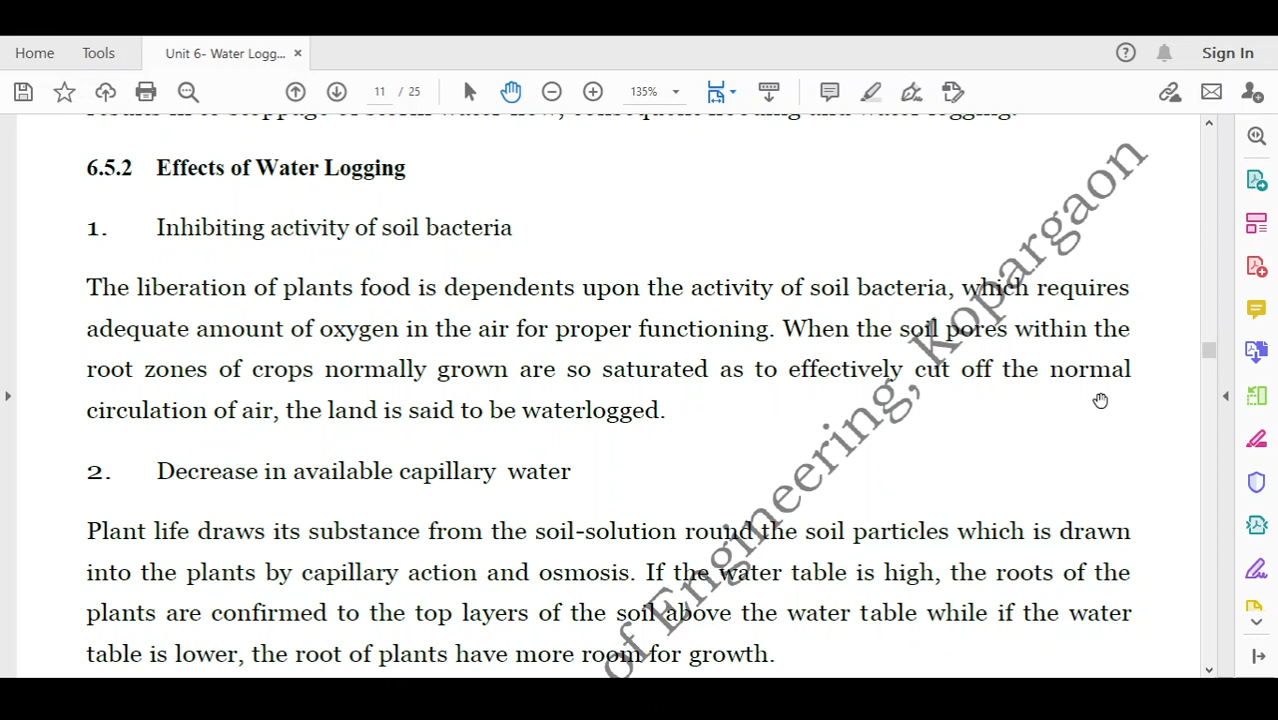 Home Tools Unit 6- Water Logg... × Sign In
11 / 25 135%
6.5.2 Effects of Water Logging
1. Inhibiting activity of soil bacteria
The liberation of plants food is dependents upon the activity of soil bacteria, which requires
adequate amount of oxygen in the air for proper functioning. When the soil pores within the
root zones of crops normally grown are so saturated as to effectively cut off the normal
circulation of air, the land is said to be waterlogged.
2. Decrease in available capillary water
Plant life draws its substance from the soil-solution round the soil particles which is drawn
into the plants by capillary action and osmosis. If the water table is high, the roots of the
plants are confirmed to the top layers of the soil above the water table while if the water
table is lower, the root of plants have more room for growth.
of Engineering, Kopargaon